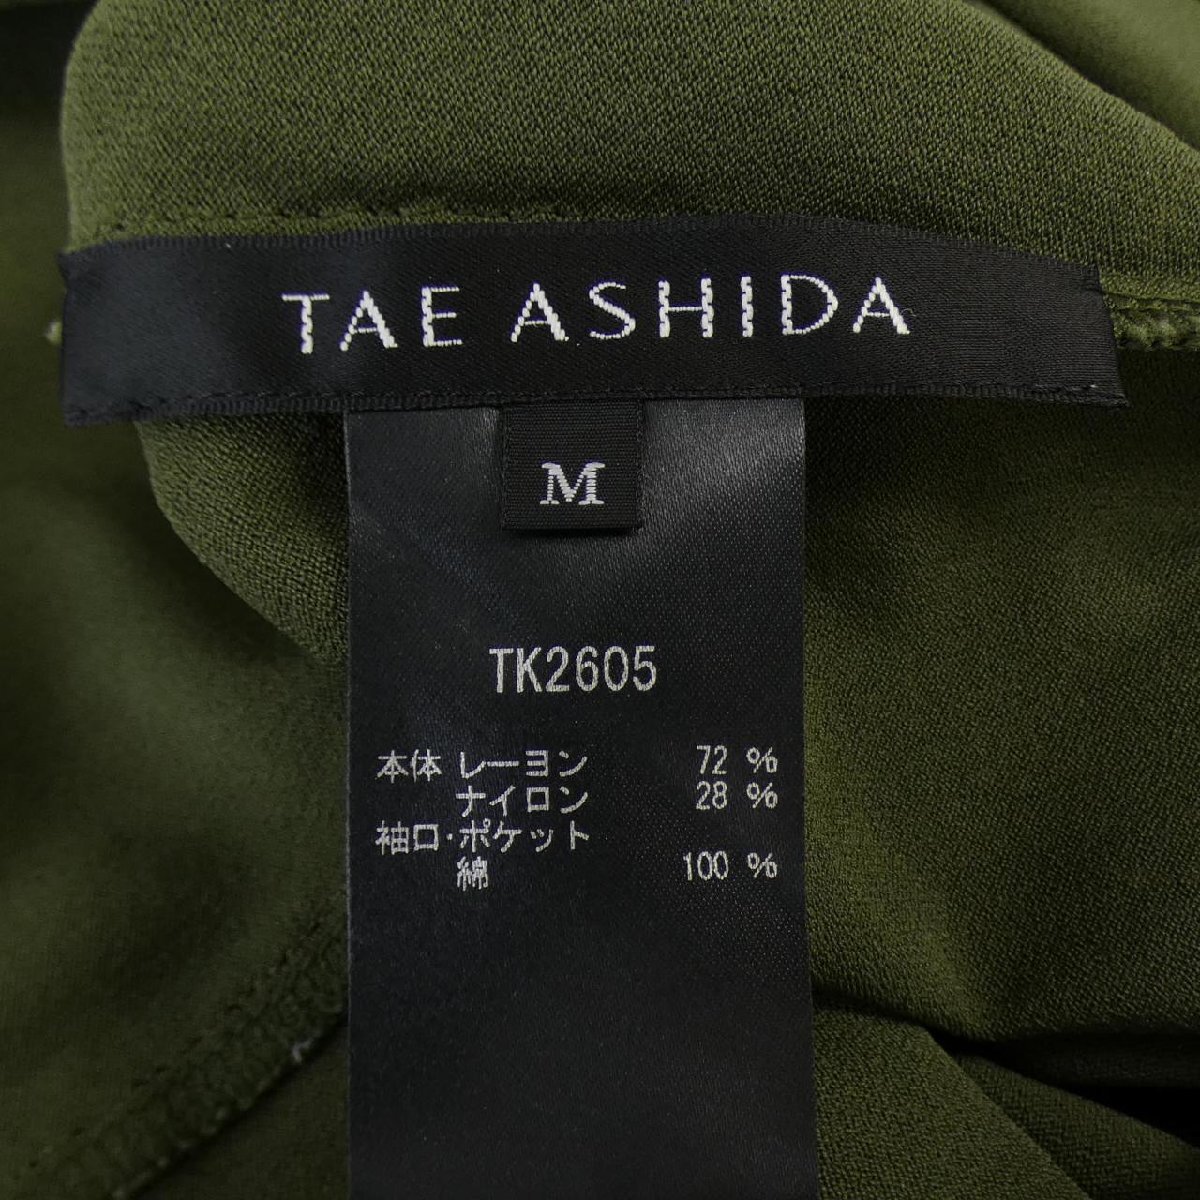 TAE ASHIDA
M
TK2605
本体 レーヨン 72 %
ナイロン 28 %
袖口・ポケット
綿 100 %